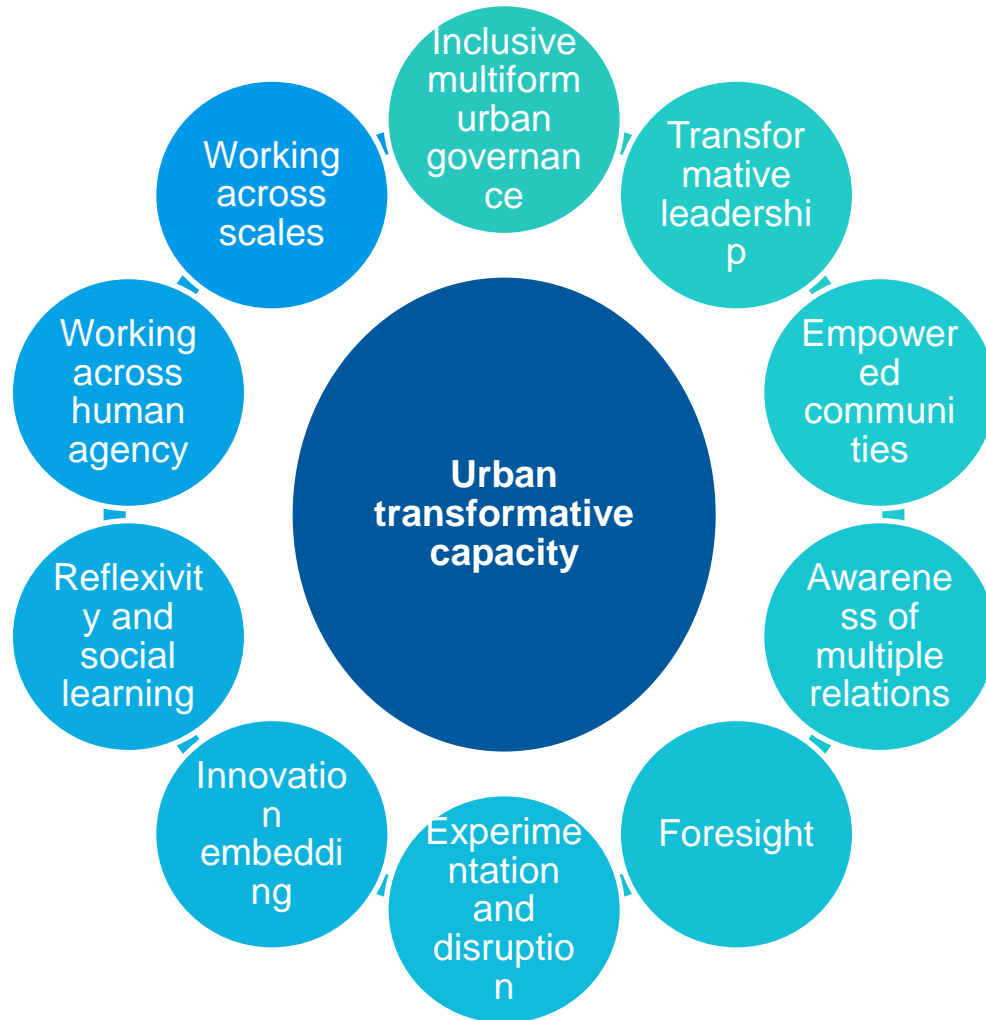 Inclusive
multiform
urban
governan
ce
Transfor
mative
leadershi
p
Empower
ed
communi
ties
Awarene
ss of
multiple
relations
Foresight
Experime
ntation
and
disruptio
n
Innovatio
n
embeddi
ng
Reflexivit
y and
social
learning
Working
across
human
agency
Working
across
scales
Urban
transformative
capacity